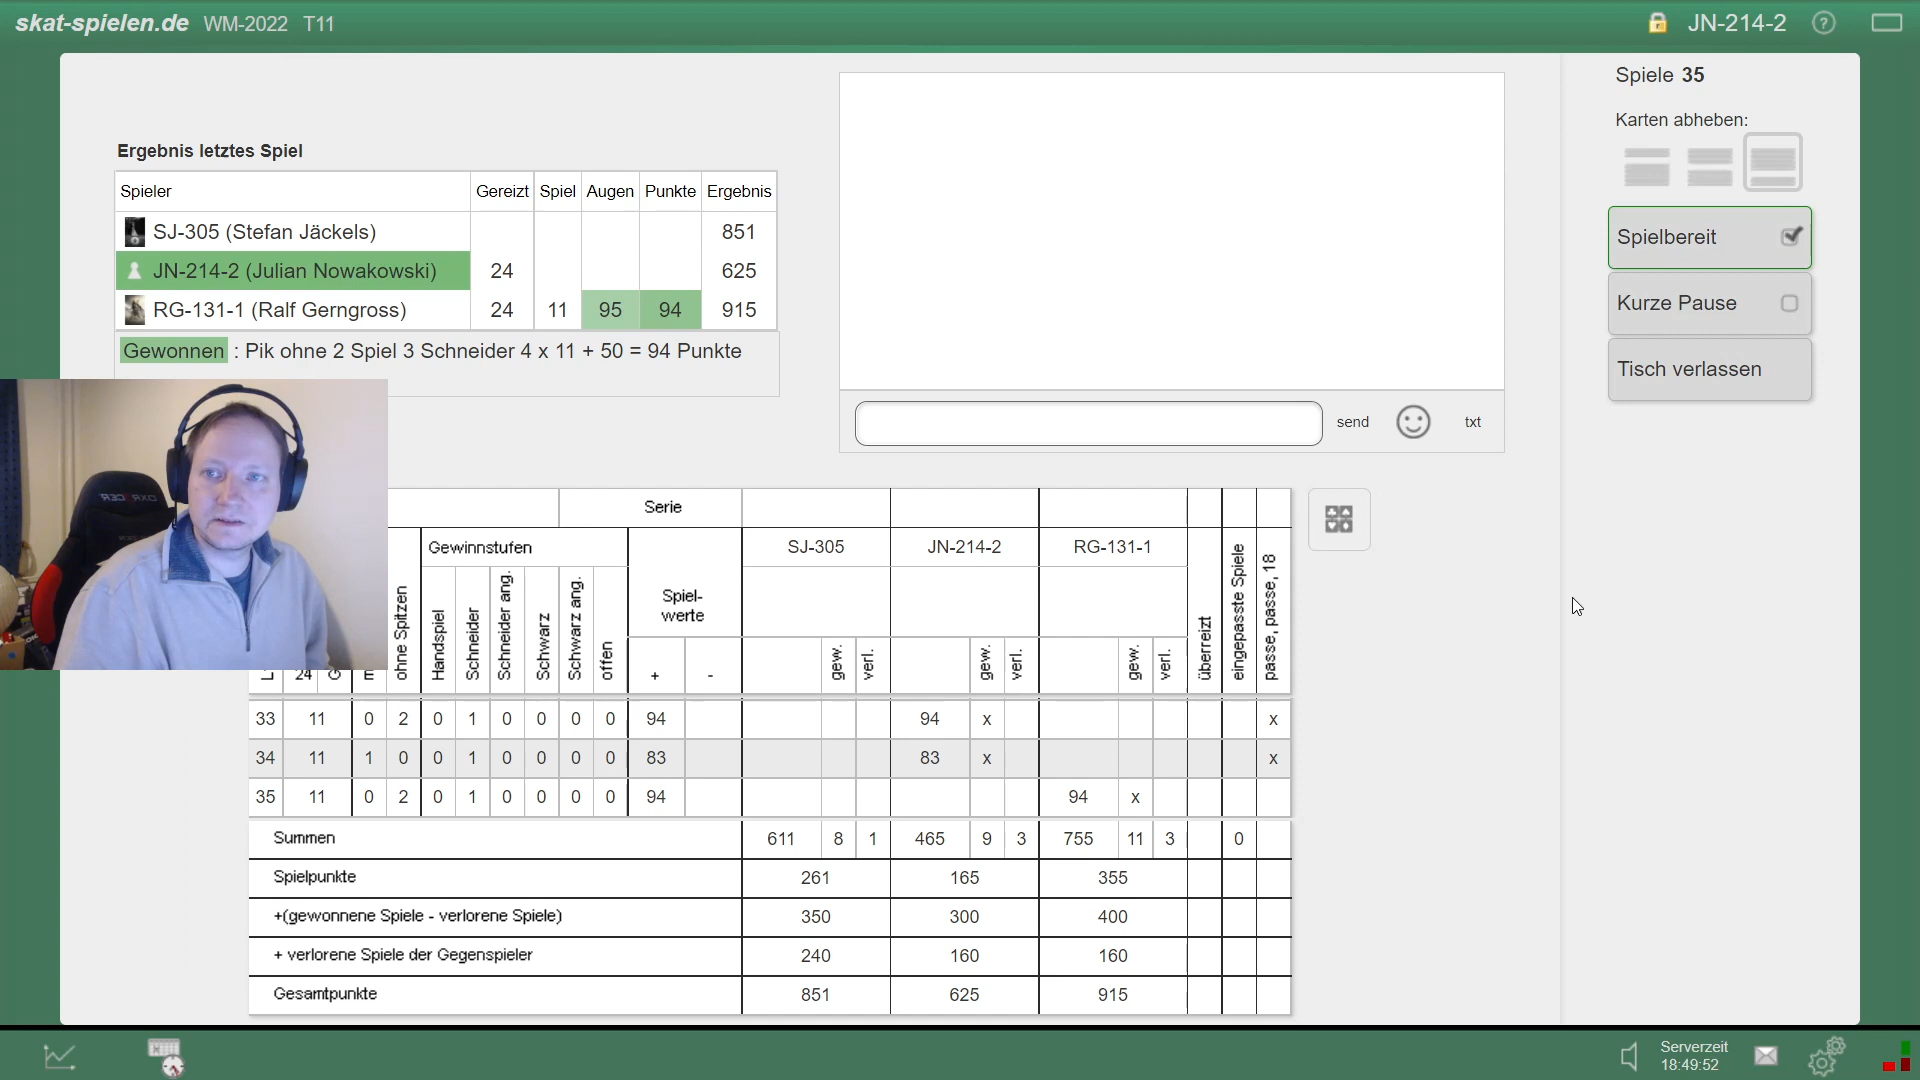 skat-spielen.de WM-2022 T11
JN-214-2 ?
Spiele 35
Karten abheben:
Spielbereit
Kurze Pause
Tisch verlassen
Ergebnis letztes Spiel
Spieler Gereizt Spiel Augen Punkte Ergebnis
SJ-305 (Stefan Jäckels) 851
JN-214-2 (Julian Nowakowski) 24 625
RG-131-1 (Ralf Gerngross) 24 11 95 94 915
Gewonnen : Pik ohne 2 Spiel 3 Schneider 4 x 11 + 50 = 94 Punkte
send txt
Serie
Gewinnstufen
SJ-305 JN-214-2 RG-131-1
Spiel-
werte
24
ohne Spitzen
Handspiel
Schneider
Schneider ang.
Schwarz
Schwarz ang.
offen
+ -
gew. verl. gew. verl. gew. verl.
überreizt
eingepasste Spiele
passe, passe, 18
33 11 0 2 0 1 0 0 0 0 94 94 x x
34 11 1 0 0 1 0 0 0 0 83 83 x x
35 11 0 2 0 1 0 0 0 0 94 94 x
Summen 611 8 1 465 9 3 755 11 3 0
Spielpunkte 261 165 355
+(gewonnene Spiele - verlorene Spiele) 350 300 400
+ verlorene Spiele der Gegenspieler 240 160 160
Gesamtpunkte 851 625 915
Serverzeit
18:49:52